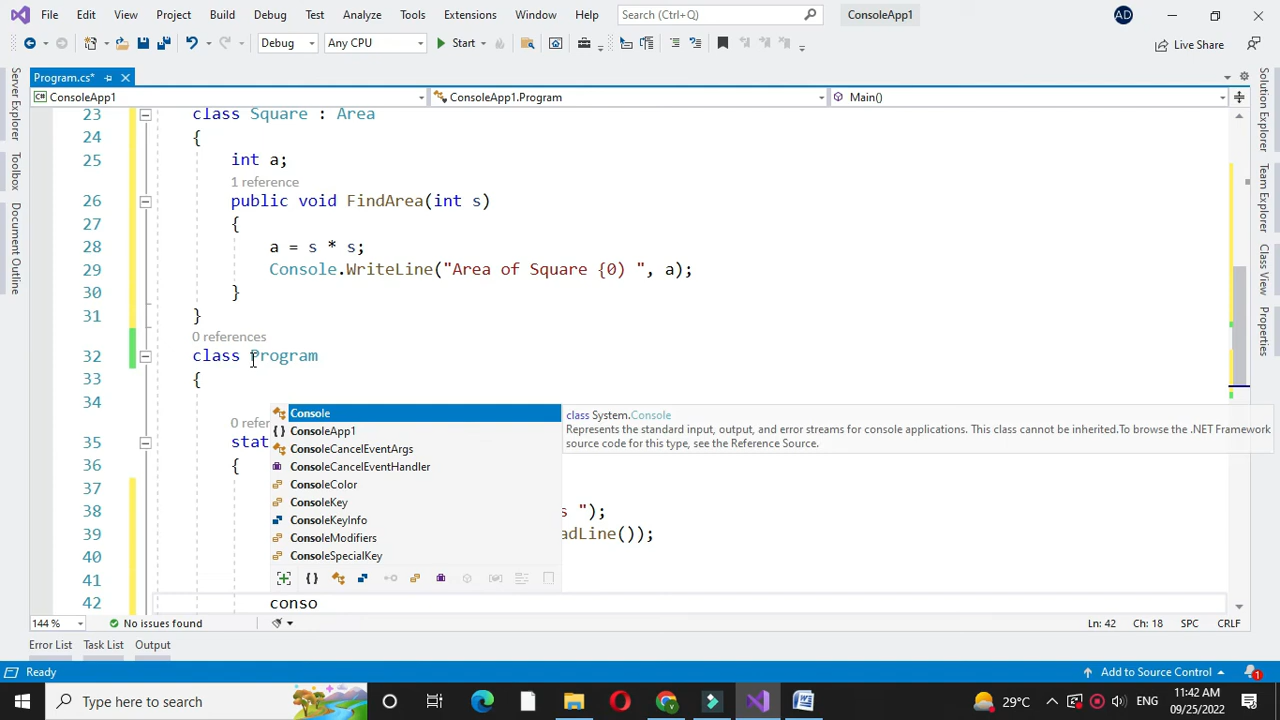 File Edit View Project Build Debug Test Analyze Tools Extensions Window Help Search (Ctrl+Q) ConsoleApp1 AD
Debug Any CPU Start Live Share
Program.cs*
ConsoleApp1 ConsoleApp1.Program Main()
Server Explorer
Toolbox
Document Outline
Solution Explorer
Team Explorer
Class View
Properties
23 class Square : Area
24 {
25 int a;
1 reference
26 public void FindArea(int s)
27 {
28 a = s * s;
29 Console.WriteLine("Area of Square {0) ", a);
30 }
31 }
0 references
32 class Program
33 {
34
0 refer
35 stat
36 {
37
38 s ");
39 adLine());
40
41
42 conso
Console
ConsoleApp1
ConsoleCancelEventArgs
ConsoleCancelEventHandler
ConsoleColor
ConsoleKey
ConsoleKeyInfo
ConsoleModifiers
ConsoleSpecialKey
class System.Console
Represents the standard input, output, and error streams for console applications. This class cannot be inherited.To browse the .NET Framework
source code for this type, see the Reference Source.
144 % No issues found Ln: 42 Ch: 18 SPC CRLF
Error List Task List Output
Ready Add to Source Control 1
Type here to search 29°C ENG 11:42 AM
09/25/2022 1